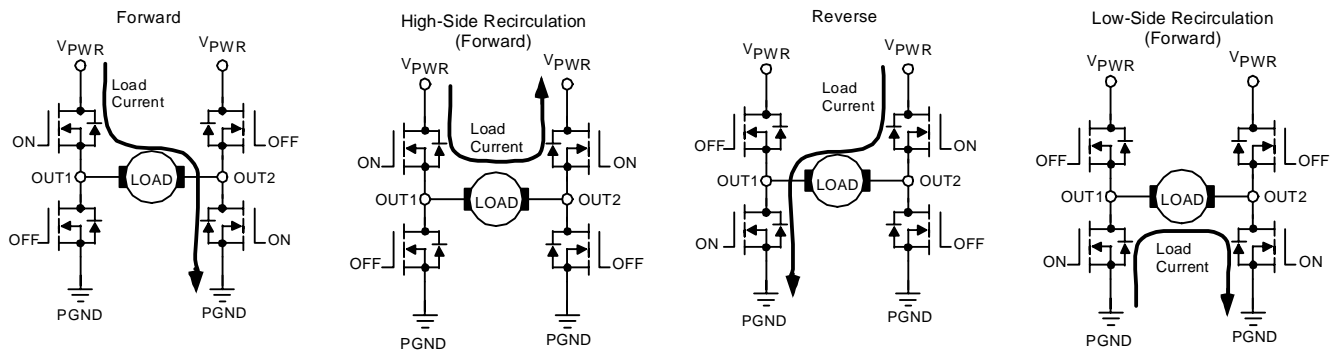 Forward
VPWR
VPWR
Load
Current
ON
OFF
OUT1
LOAD
OUT2
OFF
ON
PGND
PGND
High-Side Recirculation
(Forward)
VPWR
VPWR
Load
Current
ON
ON
OUT1
LOAD
OUT2
OFF
OFF
PGND
PGND
Reverse
VPWR
VPWR
Load
Current
OFF
ON
OUT1
LOAD
OUT2
ON
OFF
PGND
PGND
Low-Side Recirculation
(Forward)
VPWR
VPWR
OFF
OFF
OUT1
LOAD
OUT2
Load
Current
ON
ON
PGND
PGND